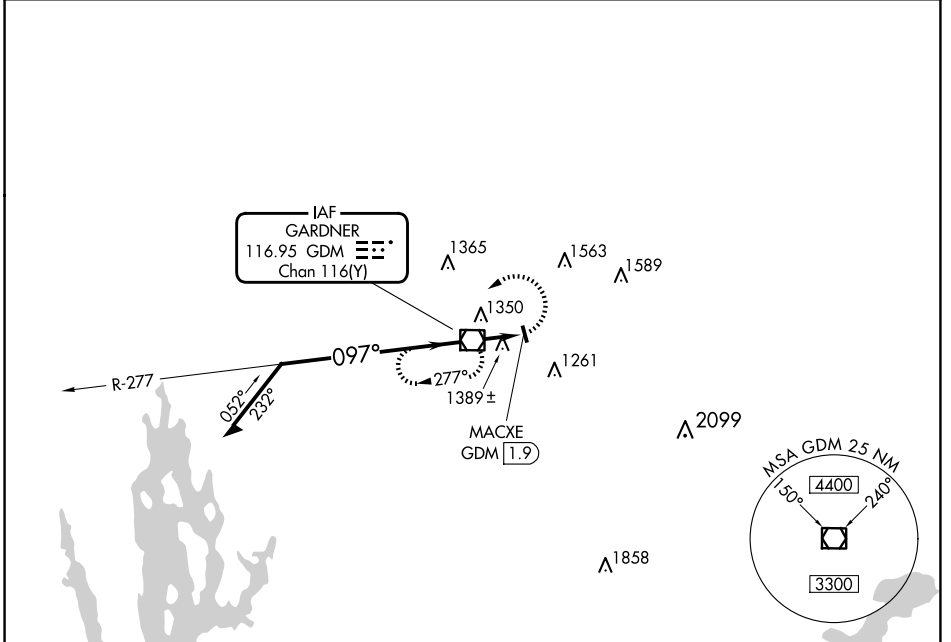 IAF
GARDNER
116.95 GDM
Chan 116(Y)
1365
1563
1589
1350
097°
R-277
277°
1261
1389±
052°
232°
MACXE
GDM 1.9
2099
MSA GDM 25 NM
4400
150°
240°
3300
1858